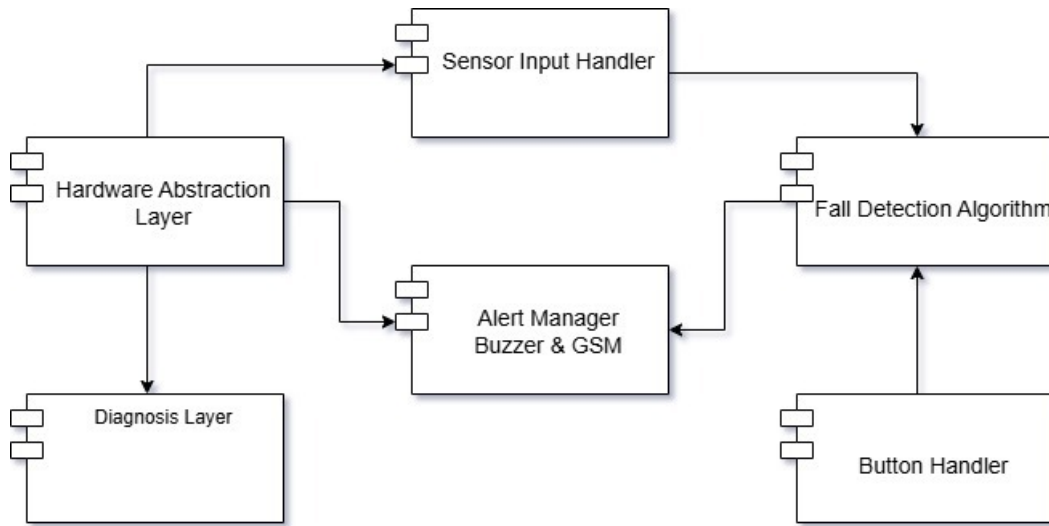 Sensor Input Handler
Hardware Abstraction
Layer
Fall Detection Algorithm
Alert Manager
Buzzer & GSM
Diagnosis Layer
Button Handler